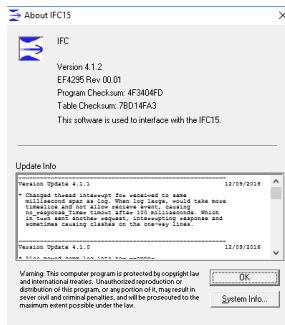 About IFC15
IFC
Version 4.1.2
EF4295 Rev 00.01
Program Checksum: 4F3404FD
Table Checksum: 7BD14FA3
This software is used to interface with the IFC15.
Update Info
Version Update 4.1.1 12/09/2016
* Changed thread interrupt for received to same
millisecond span as log. When log large, would take more
timeslice and not allow recieve event, causing
no_response_Timer timout after 100 milliseconds. Which
in turn sent another request, interrupting response and
sometimes causing clashes on the one-way lines.
Version Update 4.1.0 12/09/2016
Warning: This computer program is protected by copyright law
and international treaties. Unauthorized reproduction or
distribution of this program, or any portion of it, may result in
sever civil and criminal penalties, and will be prosecuted to the
maximum extent possible under the law.
OK
System Info...